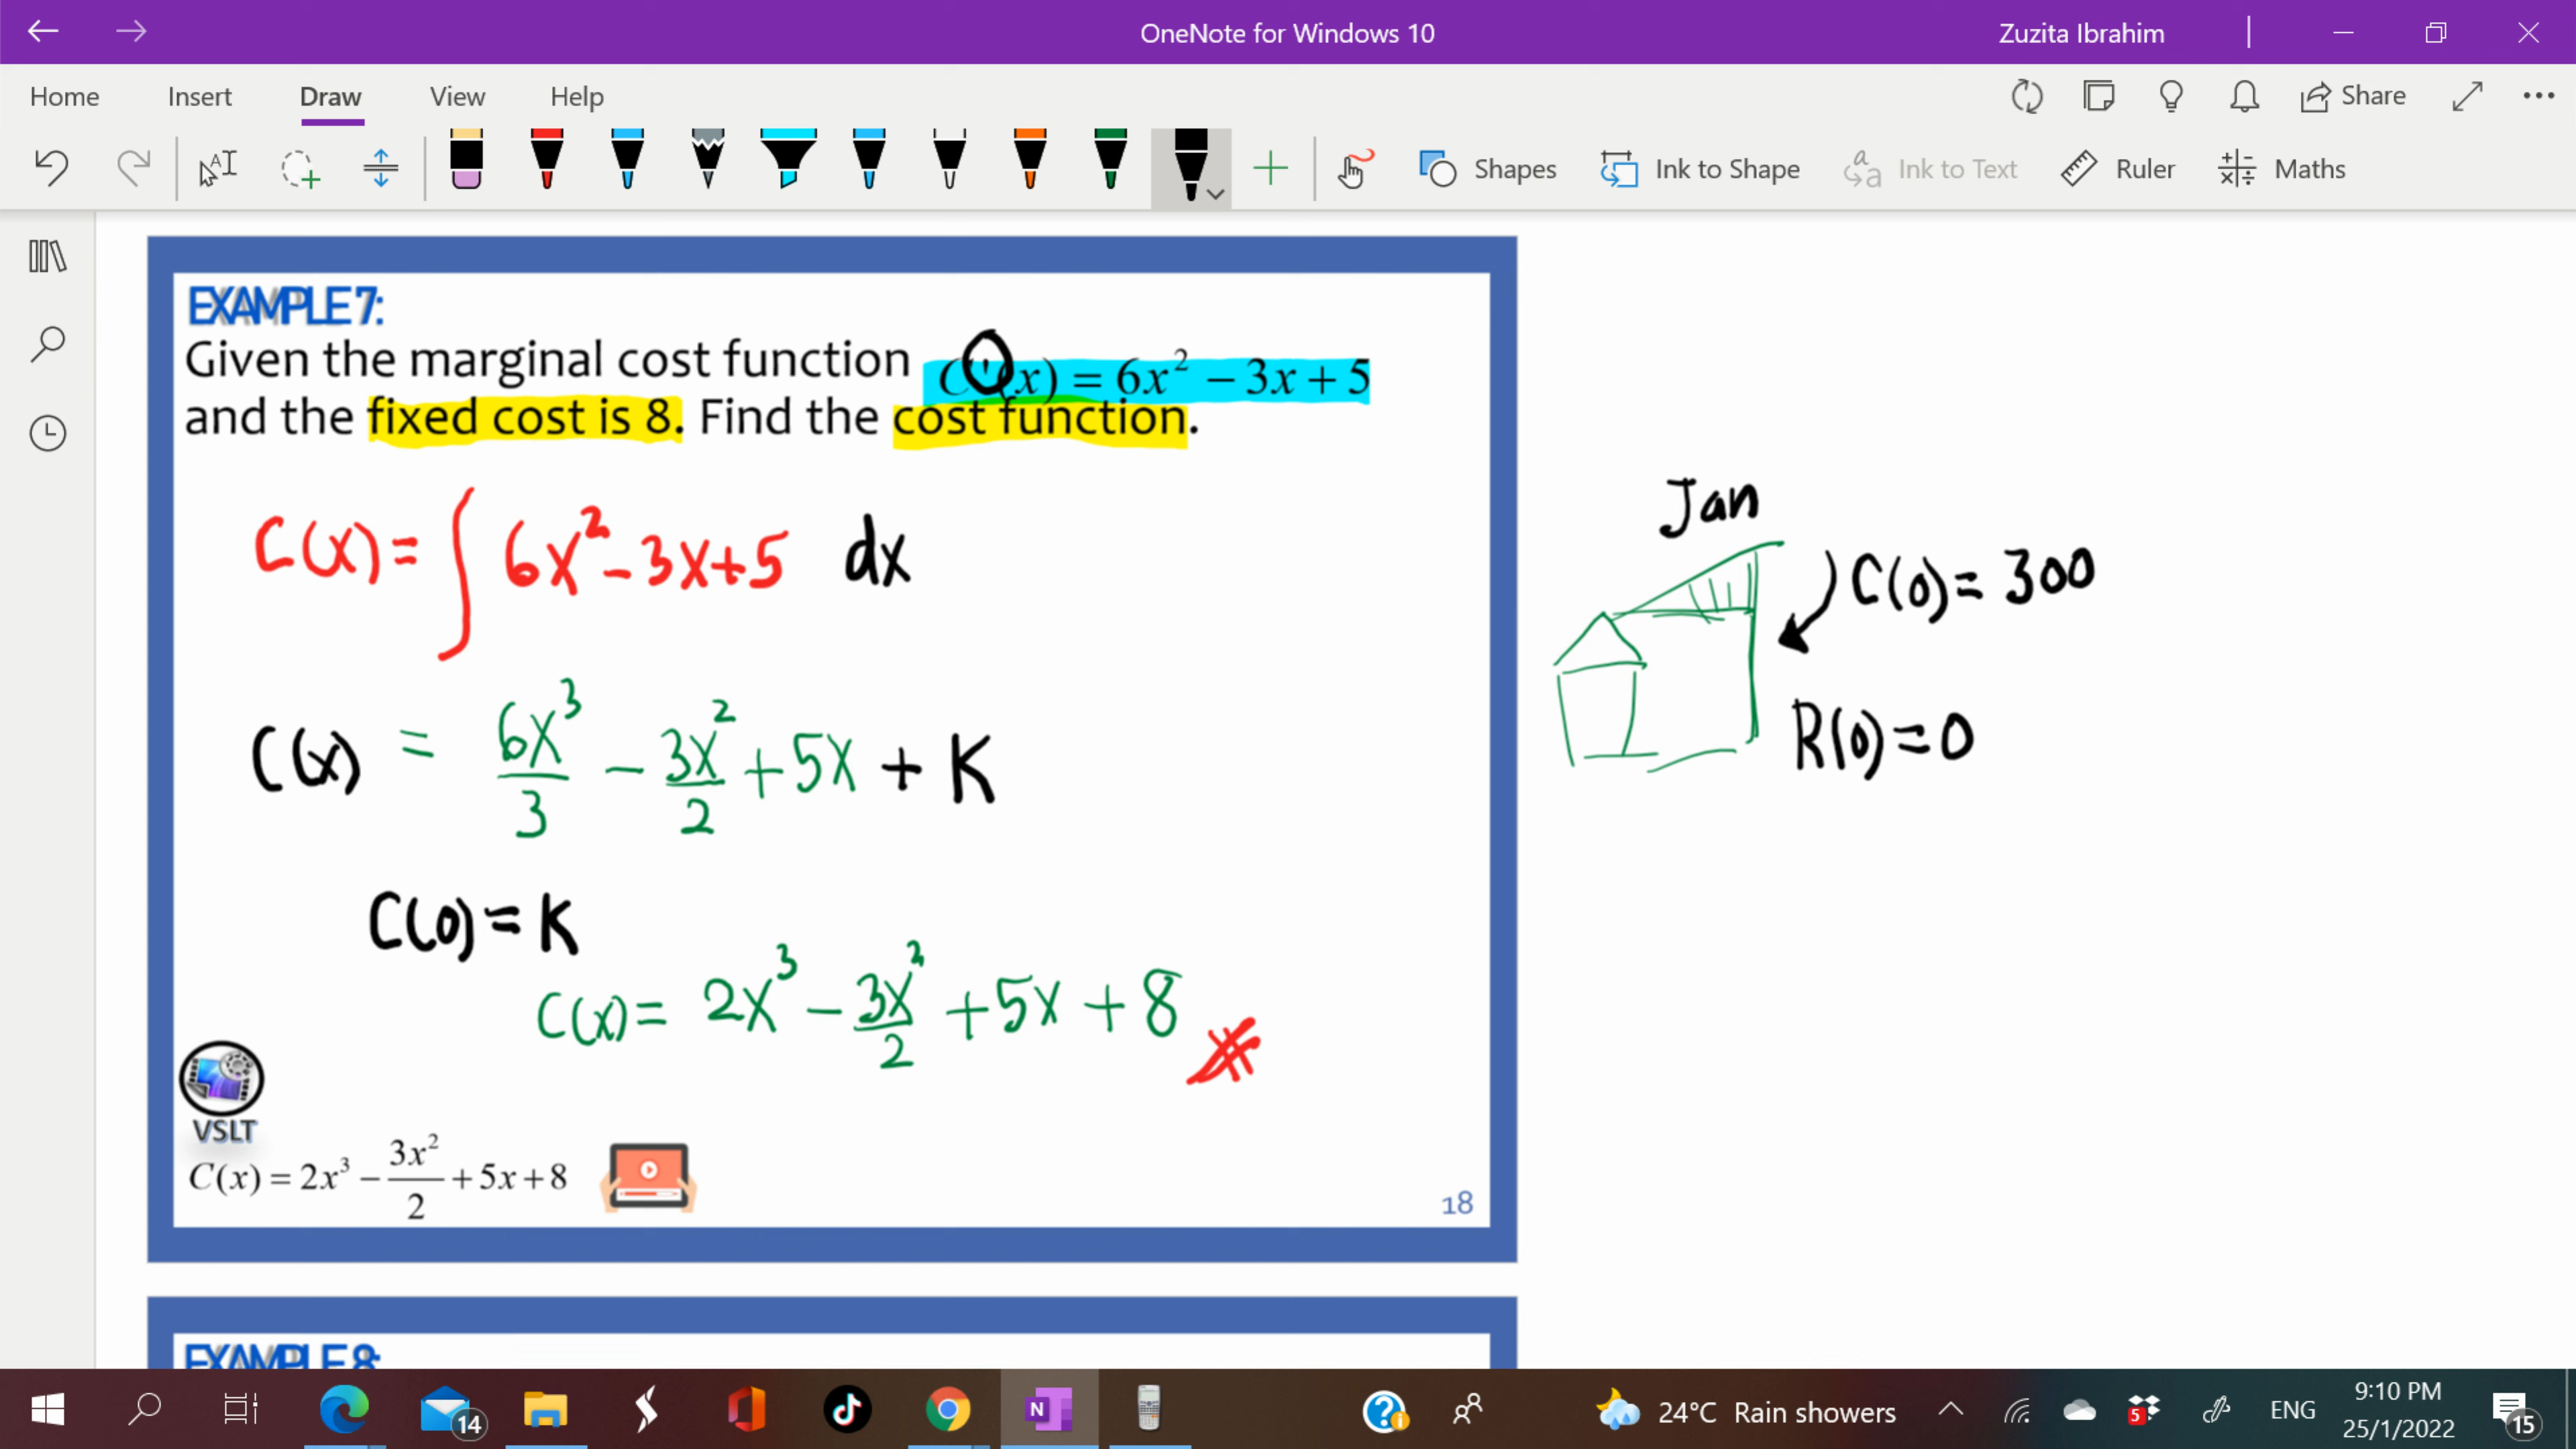 OneNote for Windows 10
Zuzita Ibrahim
Home Insert Draw View Help
Share
Shapes Ink to Shape Ink to Text Ruler Maths
EXAMPLE 7:
Given the marginal cost function C'(x) = 6x² − 3x + 5
and the fixed cost is 8. Find the cost function.
C(x) = ∫ 6x² − 3x + 5 dx
C(x) = 6x³/3 − 3x²/2 + 5x + K
C(0) = K
C(x) = 2x³ − 3x²/2 + 5x + 8
VSLT
C(x) = 2x³ − 3x²/2 + 5x + 8
18
Jan
C(0) = 300
R(0) = 0
EXAMPLE 8:
14
24°C Rain showers
5
ENG
9:10 PM
25/1/2022
15